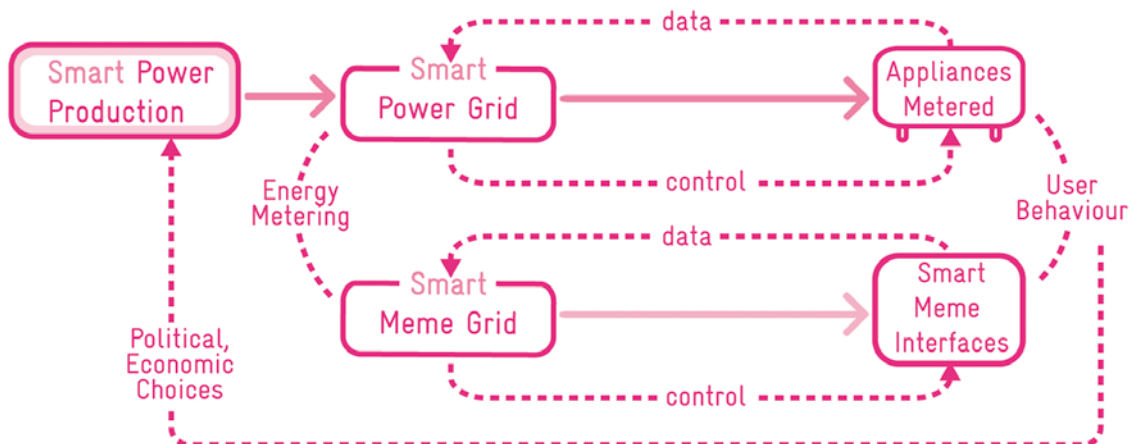 data
Smart Power
Production
Smart
Power Grid
Appliances
Metered
control
Energy
Metering
User
Behaviour
data
Smart
Meme Grid
Smart
Meme
Interfaces
Political,
Economic
Choices
control